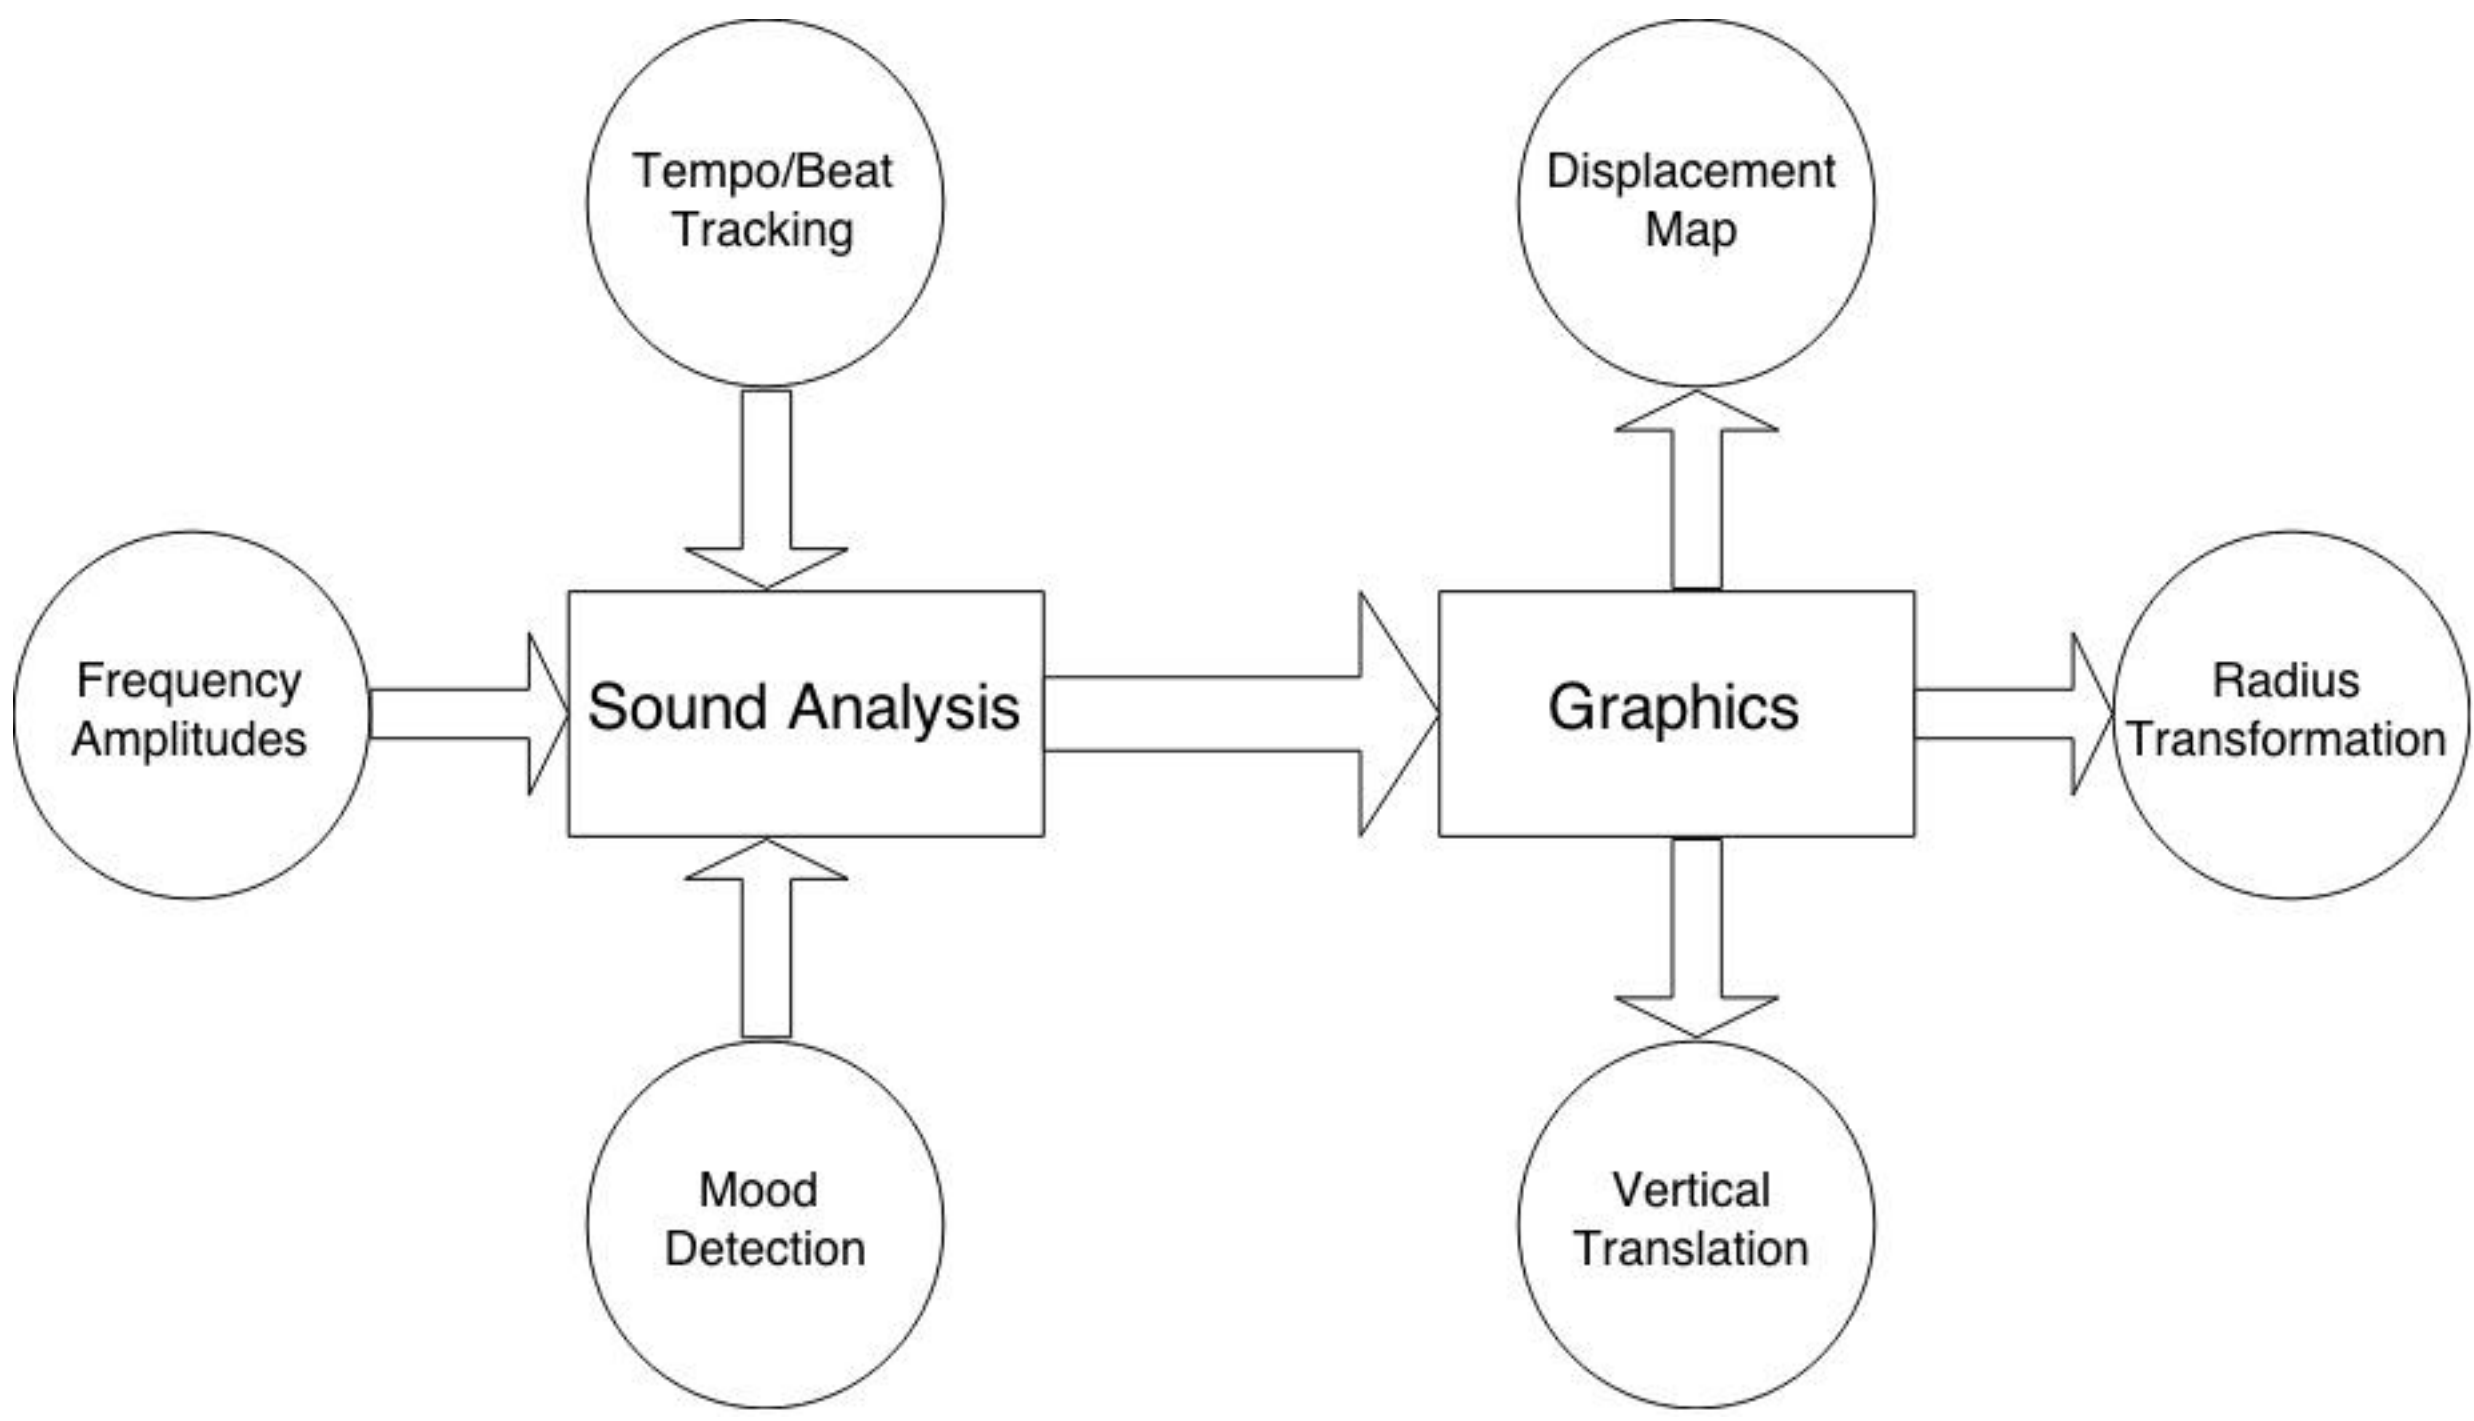 Tempo/Beat
Tracking
Displacement
Map
Frequency
Amplitudes
Sound Analysis
Graphics
Radius
Transformation
Mood
Detection
Vertical
Translation